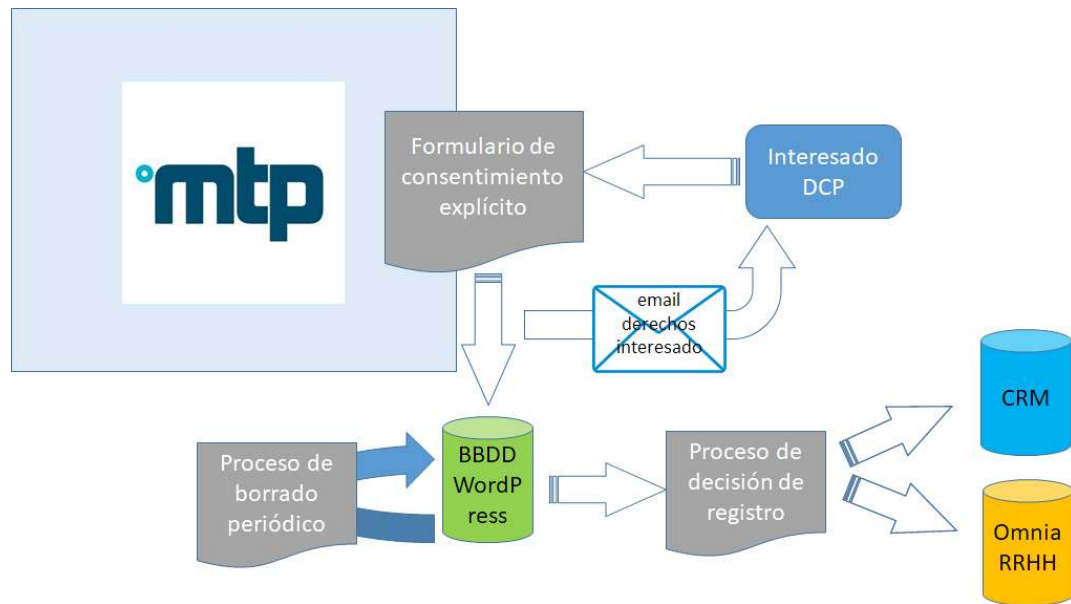 mtp
Formulario de
consentimiento
explícito
Interesado
DCP
email
derechos
interesado
CRM
Proceso de
borrado
periódico
BBDD
WordP
ress
Proceso de
decisión de
registro
Omnia
RRHH